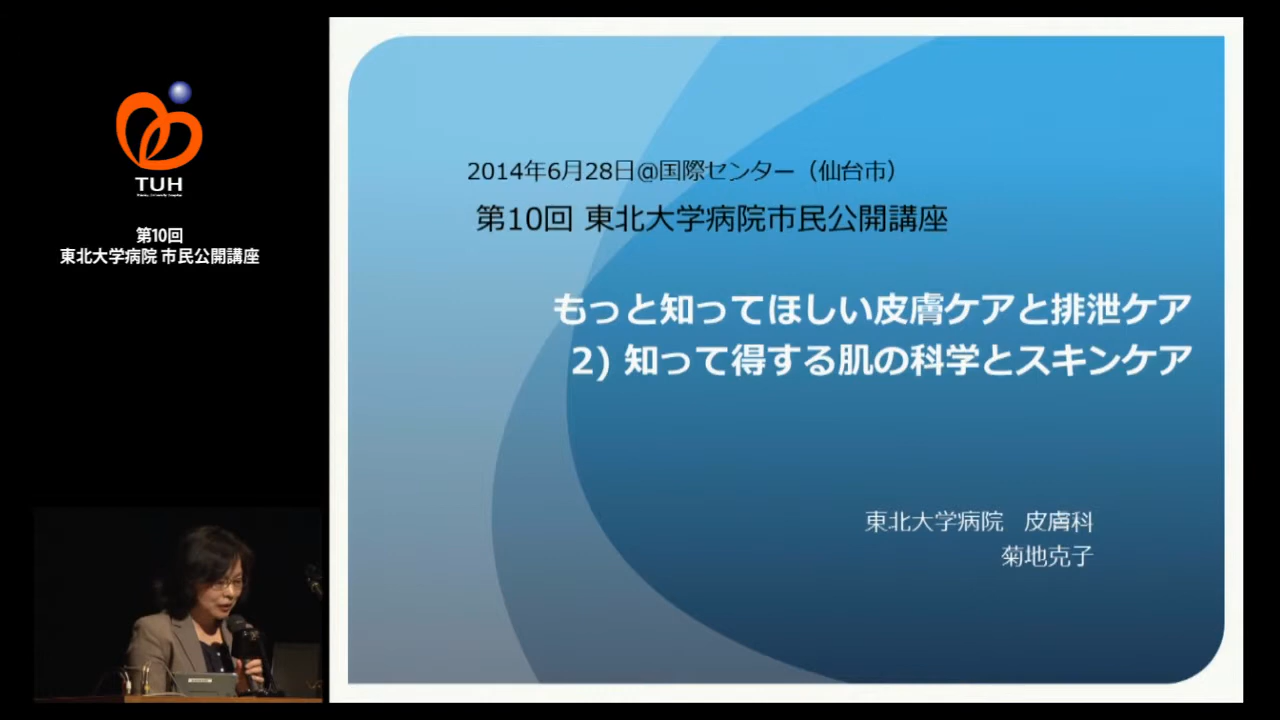 TUH
第10回
東北大学病院 市民公開講座
2014年6月28日@国際センター（仙台市）
第10回 東北大学病院市民公開講座
もっと知ってほしい皮膚ケアと排泄ケア
2) 知って得する肌の科学とスキンケア
東北大学病院　皮膚科
菊地克子